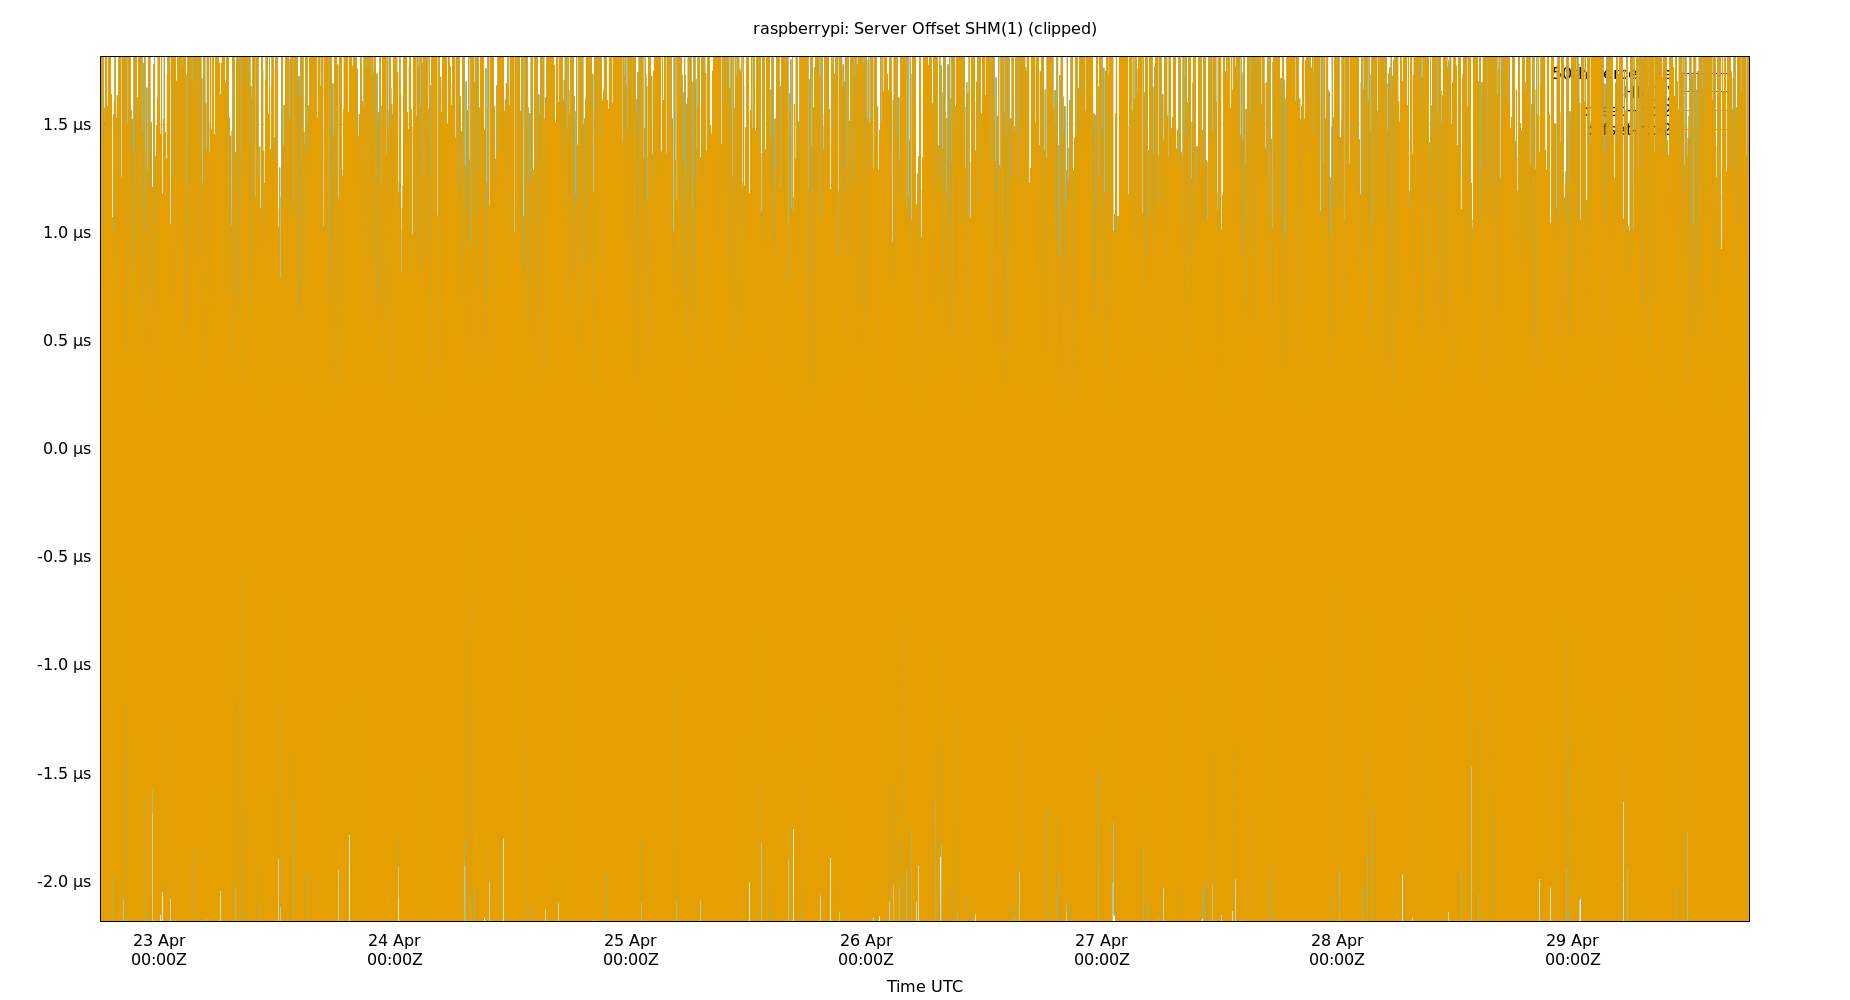 raspberrypi: Server Offset SHM(1) (clipped)
1.5 µs
1.0 µs
0.5 µs
0.0 µs
-0.5 µs
-1.0 µs
-1.5 µs
-2.0 µs
23 Apr 24 Apr 25 Apr 26 Apr 27 Apr 28 Apr 29 Apr
00:00Z 00:00Z 00:00Z 00:00Z 00:00Z 00:00Z 00:00Z
Time UTC